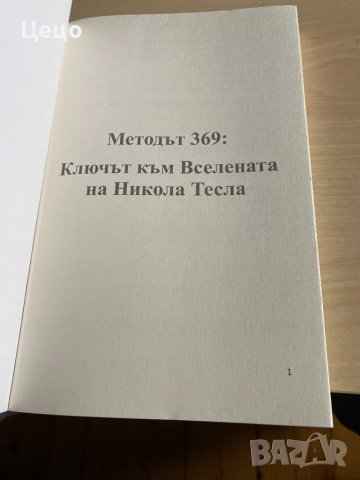 Цецо
Методът 369:
Ключът към Вселената
на Никола Тесла
1
BAZAR